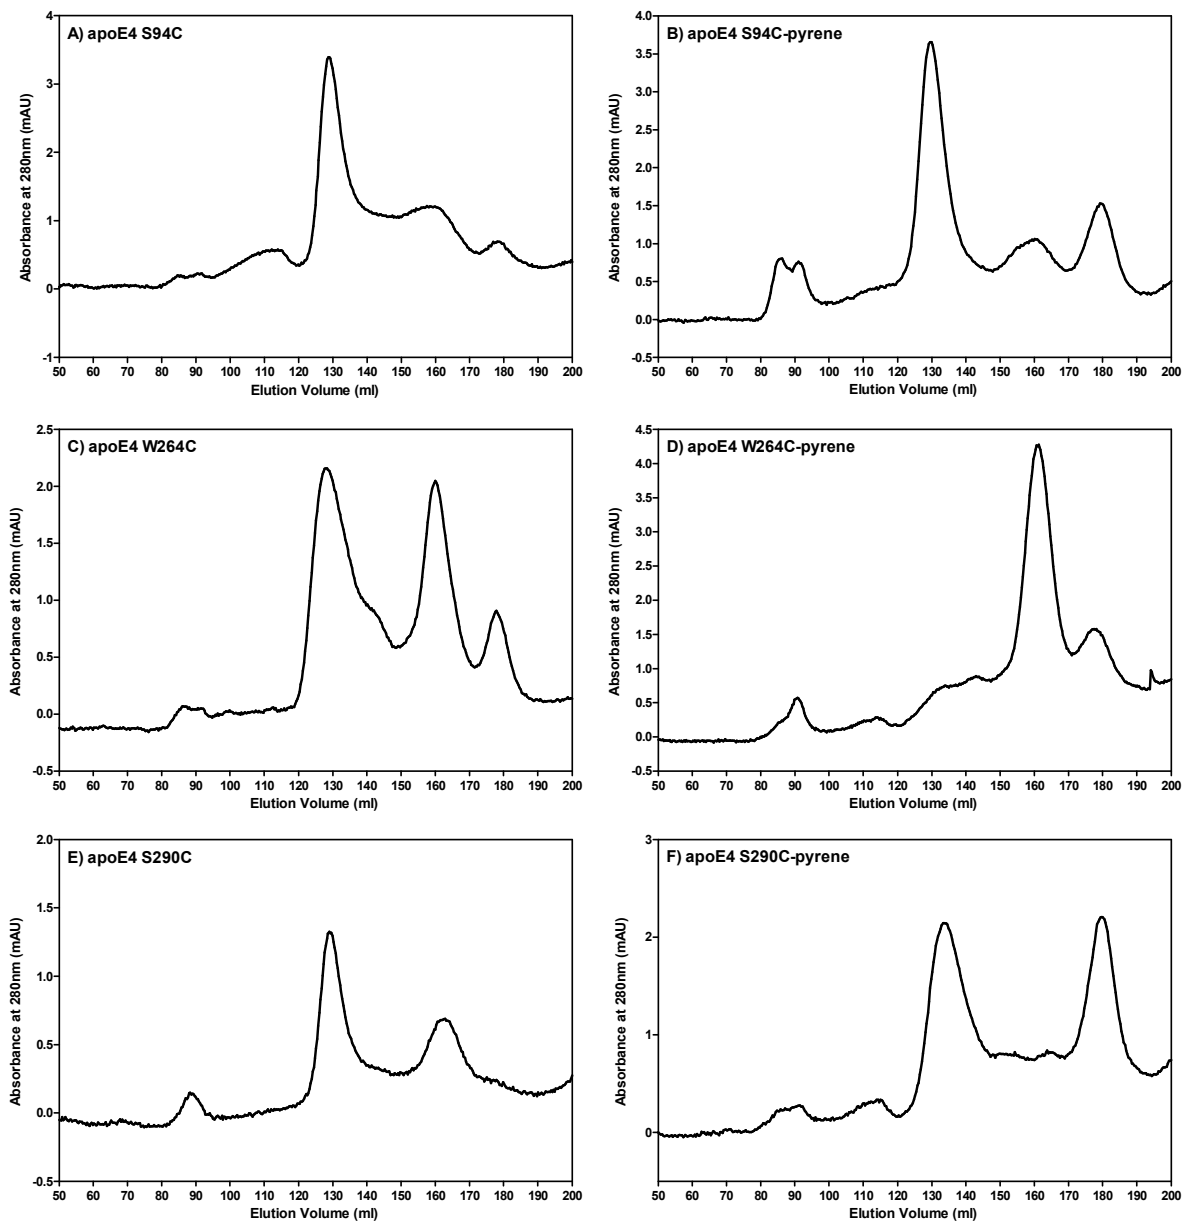 A) apoE4 S94C
Absorbance at 280nm (mAU)
4
3
2
1
0
-1
50 60 70 80 90 100 110 120 130 140 150 160 170 180 190 200
Elution Volume (ml)
B) apoE4 S94C-pyrene
Absorbance at 280nm (mAU)
4.0
3.5
3.0
2.5
2.0
1.5
1.0
0.5
0.0
-0.5
50 60 70 80 90 100 110 120 130 140 150 160 170 180 190 200
Elution Volume (ml)
C) apoE4 W264C
Absorbance at 280nm (mAU)
2.5
2.0
1.5
1.0
0.5
0.0
-0.5
50 60 70 80 90 100 110 120 130 140 150 160 170 180 190 200
Elution Volume (ml)
D) apoE4 W264C-pyrene
Absorbance at 280nm (mAU)
4.5
4.0
3.5
3.0
2.5
2.0
1.5
1.0
0.5
0.0
-0.5
50 60 70 80 90 100 110 120 130 140 150 160 170 180 190 200
Elution Volume (ml)
E) apoE4 S290C
Absorbance at 280nm (mAU)
2.0
1.5
1.0
0.5
0.0
-0.5
50 60 70 80 90 100 110 120 130 140 150 160 170 180 190 200
Elution Volume (ml)
F) apoE4 S290C-pyrene
Absorbance at 280nm (mAU)
3
2
1
0
50 60 70 80 90 100 110 120 130 140 150 160 170 180 190 200
Elution Volume (ml)